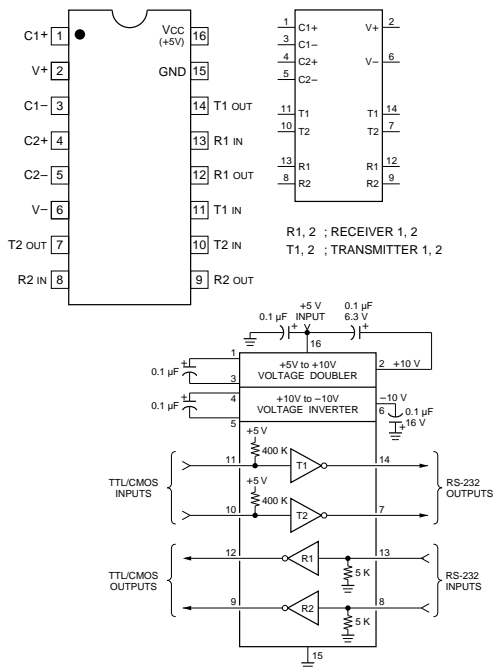 C1+ 1 VCC (+5V) 16
V+ 2 GND 15
C1− 3 14 T1 OUT
C2+ 4 13 R1 IN
C2− 5 12 R1 OUT
V− 6 11 T1 IN
T2 OUT 7 10 T2 IN
R2 IN 8 9 R2 OUT
1 C1+ V+ 2
3 C1−
4 C2+ V− 6
5 C2−
11 T1 T1 14
10 T2 T2 7
13 R1 R1 12
8 R2 R2 9
R1, 2 ; RECEIVER 1, 2
T1, 2 ; TRANSMITTER 1, 2
+5 V
INPUT
0.1 µF +
0.1 µF
6.3 V
+
16
1
+5V to +10V
VOLTAGE DOUBLER
2 +10 V
+
0.1 µF
3
4
+10V to −10V
VOLTAGE INVERTER
−10 V
6
+
0.1 µF
5
0.1 µF
16 V
+
+5 V
400 K
TTL/CMOS
INPUTS
11 T1 14
+5 V
400 K
10 T2 7
RS-232
OUTPUTS
TTL/CMOS
OUTPUTS
12 R1 13
5 K
9 R2 8
5 K
RS-232
INPUTS
15